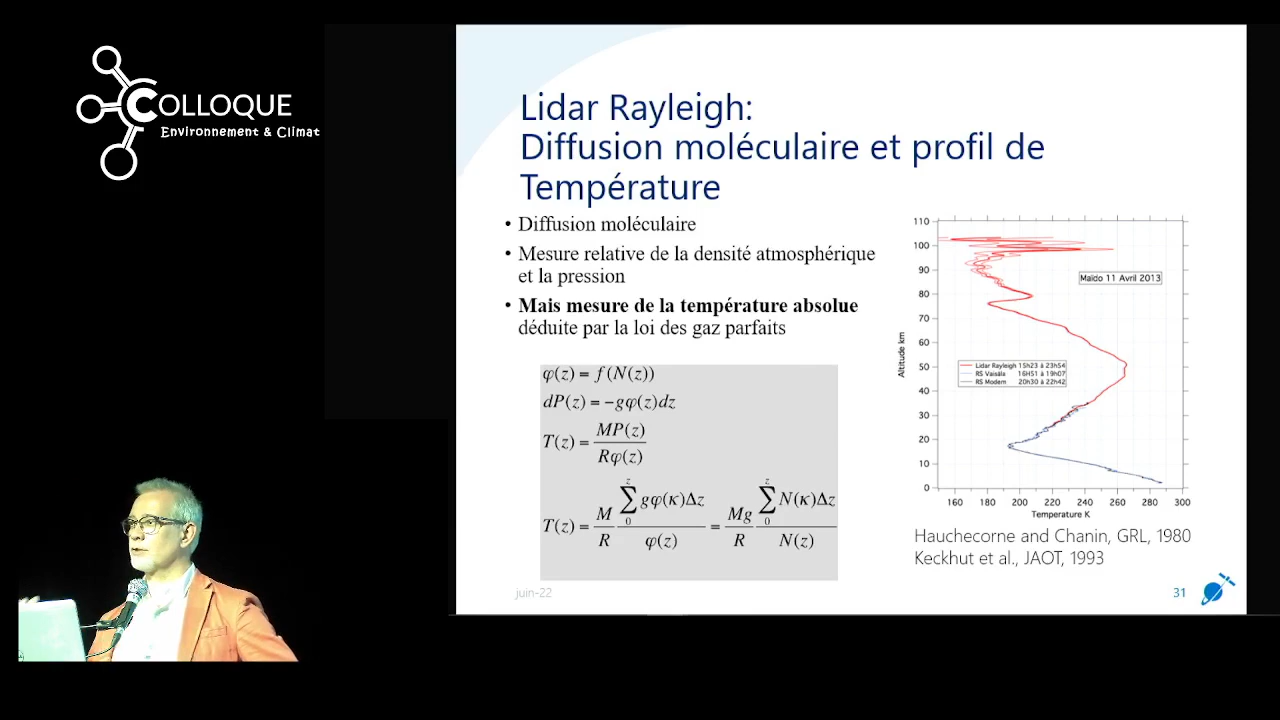 COLLOQUE
Environnement & Climat
Lidar Rayleigh:
Diffusion moléculaire et profil de
Température
• Diffusion moléculaire
• Mesure relative de la densité atmosphérique
et la pression
• Mais mesure de la température absolue
déduite par la loi des gaz parfaits
φ(z) = f(N(z))
dP(z) = −gφ(z)dz
T(z) = MP(z) / Rφ(z)
T(z) = M/R ∑_0^z gφ(κ)Δz / φ(z) = Mg/R ∑_0^z N(κ)Δz / N(z)
110
100
90
80
70
60
50
40
30
20
10
0
Altitude km
Maïdo 11 Avril 2013
Lidar Rayleigh 15h23 à 23h54
RS Vaisäla 16H51 à 19h07
RS Modem 20h30 à 22h42
160 180 200 220 240 260 280 300
Temperature K
Hauchecorne and Chanin, GRL, 1980
Keckhut et al., JAOT, 1993
juin-22
31